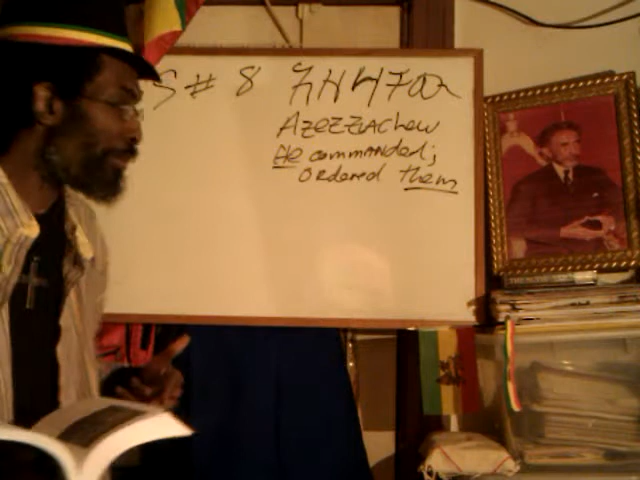 S # 8 አዘዛቸው
AZEZZACHEW
He commanded;
ordered them